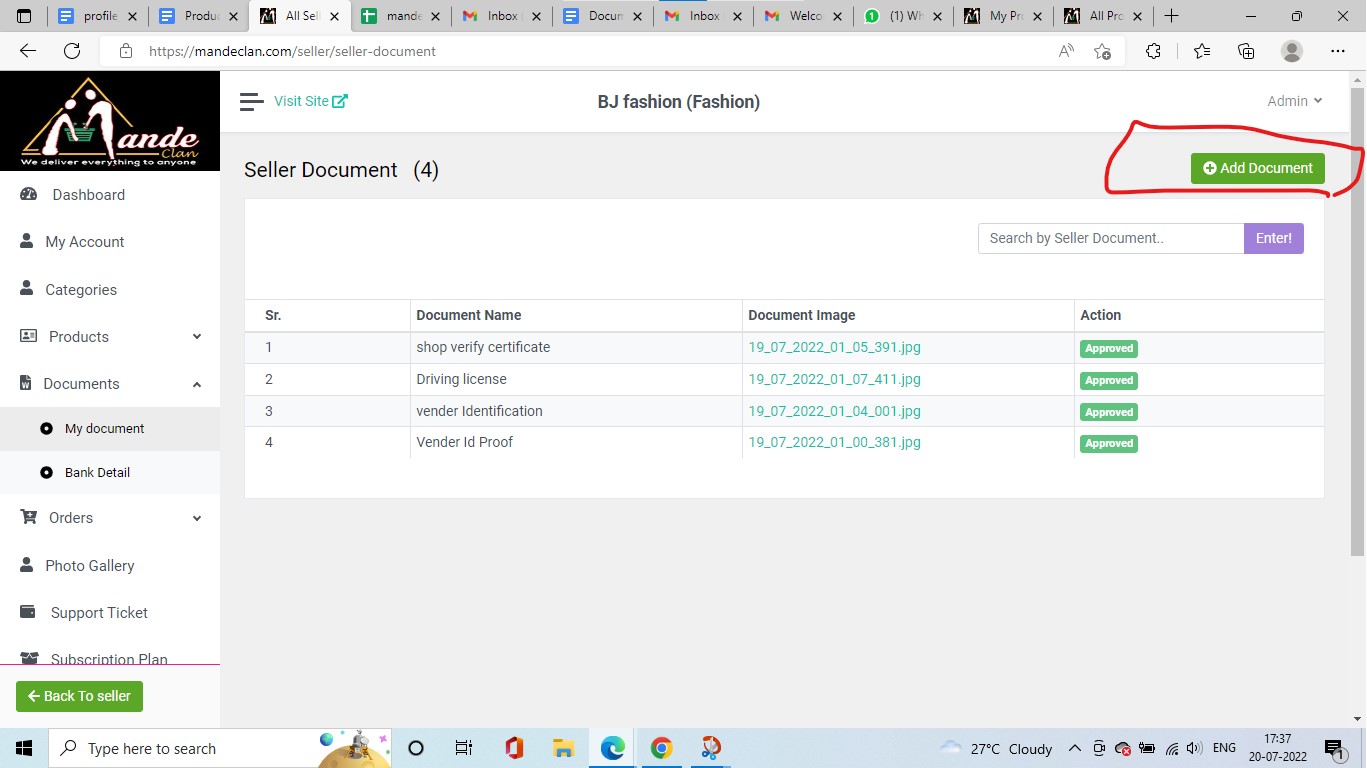 profile
Produc
All Sell
mande
Inbox
Docum
Inbox
Welco
(1) Wh
My Pro
All Pro
https://mandeclan.com/seller/seller-document
Mande
Clan
We deliver everything to anyone
Visit Site
BJ fashion (Fashion)
Admin
Seller Document (4)
Add Document
Dashboard
My Account
Categories
Products
Documents
My document
Bank Detail
Orders
Photo Gallery
Support Ticket
Subscription Plan
Back To seller
Search by Seller Document..
Enter!
Sr. Document Name Document Image Action
1 shop verify certificate 19_07_2022_01_05_391.jpg Approved
2 Driving license 19_07_2022_01_07_411.jpg Approved
3 vender Identification 19_07_2022_01_04_001.jpg Approved
4 Vender Id Proof 19_07_2022_01_00_381.jpg Approved
Type here to search
27°C Cloudy
ENG
17:37
20-07-2022
1